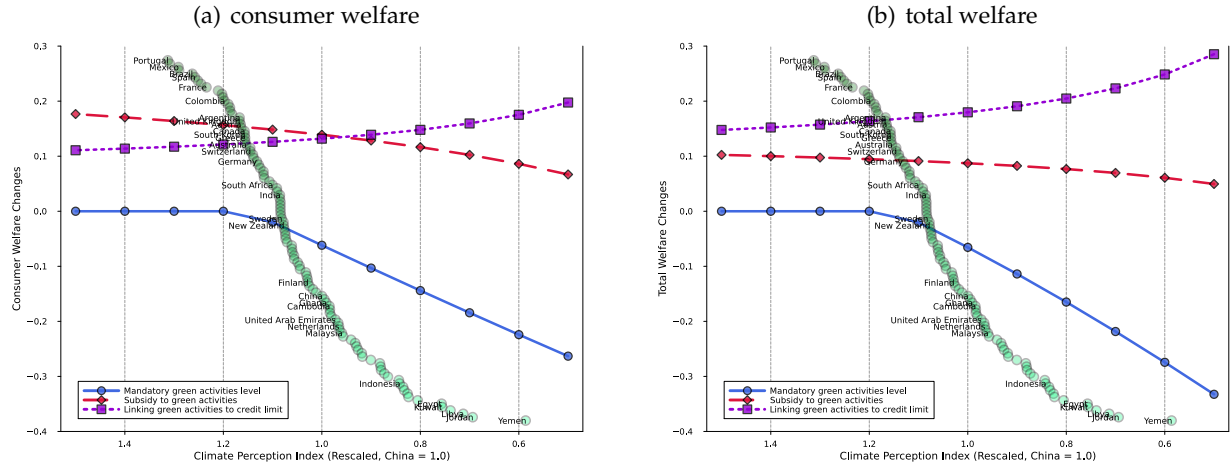 (a) consumer welfare
0.3
0.2
0.1
0.0
−0.1
−0.2
−0.3
−0.4
Consumer Welfare Changes
Portugal
Mexico
Brazil
Spain
France
Colombia
Argentina
Austria
Canada
South Korea
Greece
Australia
Switzerland
Germany
South Africa
India
Sweden
New Zealand
Finland
China
Ghana
Cambodia
United Arab Emirates
Netherlands
Malaysia
Indonesia
Egypt
Kuwait
Libya
Jordan
Yemen
Mandatory green activities level
Subsidy to green activities
Linking green activities to credit limit
1.4
1.2
1.0
0.8
0.6
Climate Perception Index (Rescaled, China = 1.0)
(b) total welfare
0.3
0.2
0.1
0.0
−0.1
−0.2
−0.3
−0.4
Total Welfare Changes
Portugal
Mexico
Brazil
Spain
France
Colombia
Argentina
Austria
Canada
South Korea
Greece
Australia
Switzerland
Germany
South Africa
India
Sweden
New Zealand
Finland
China
Ghana
Cambodia
United Arab Emirates
Netherlands
Malaysia
Indonesia
Egypt
Kuwait
Libya
Jordan
Yemen
Mandatory green activities level
Subsidy to green activities
Linking green activities to credit limit
1.4
1.2
1.0
0.8
0.6
Climate Perception Index (Rescaled, China = 1.0)